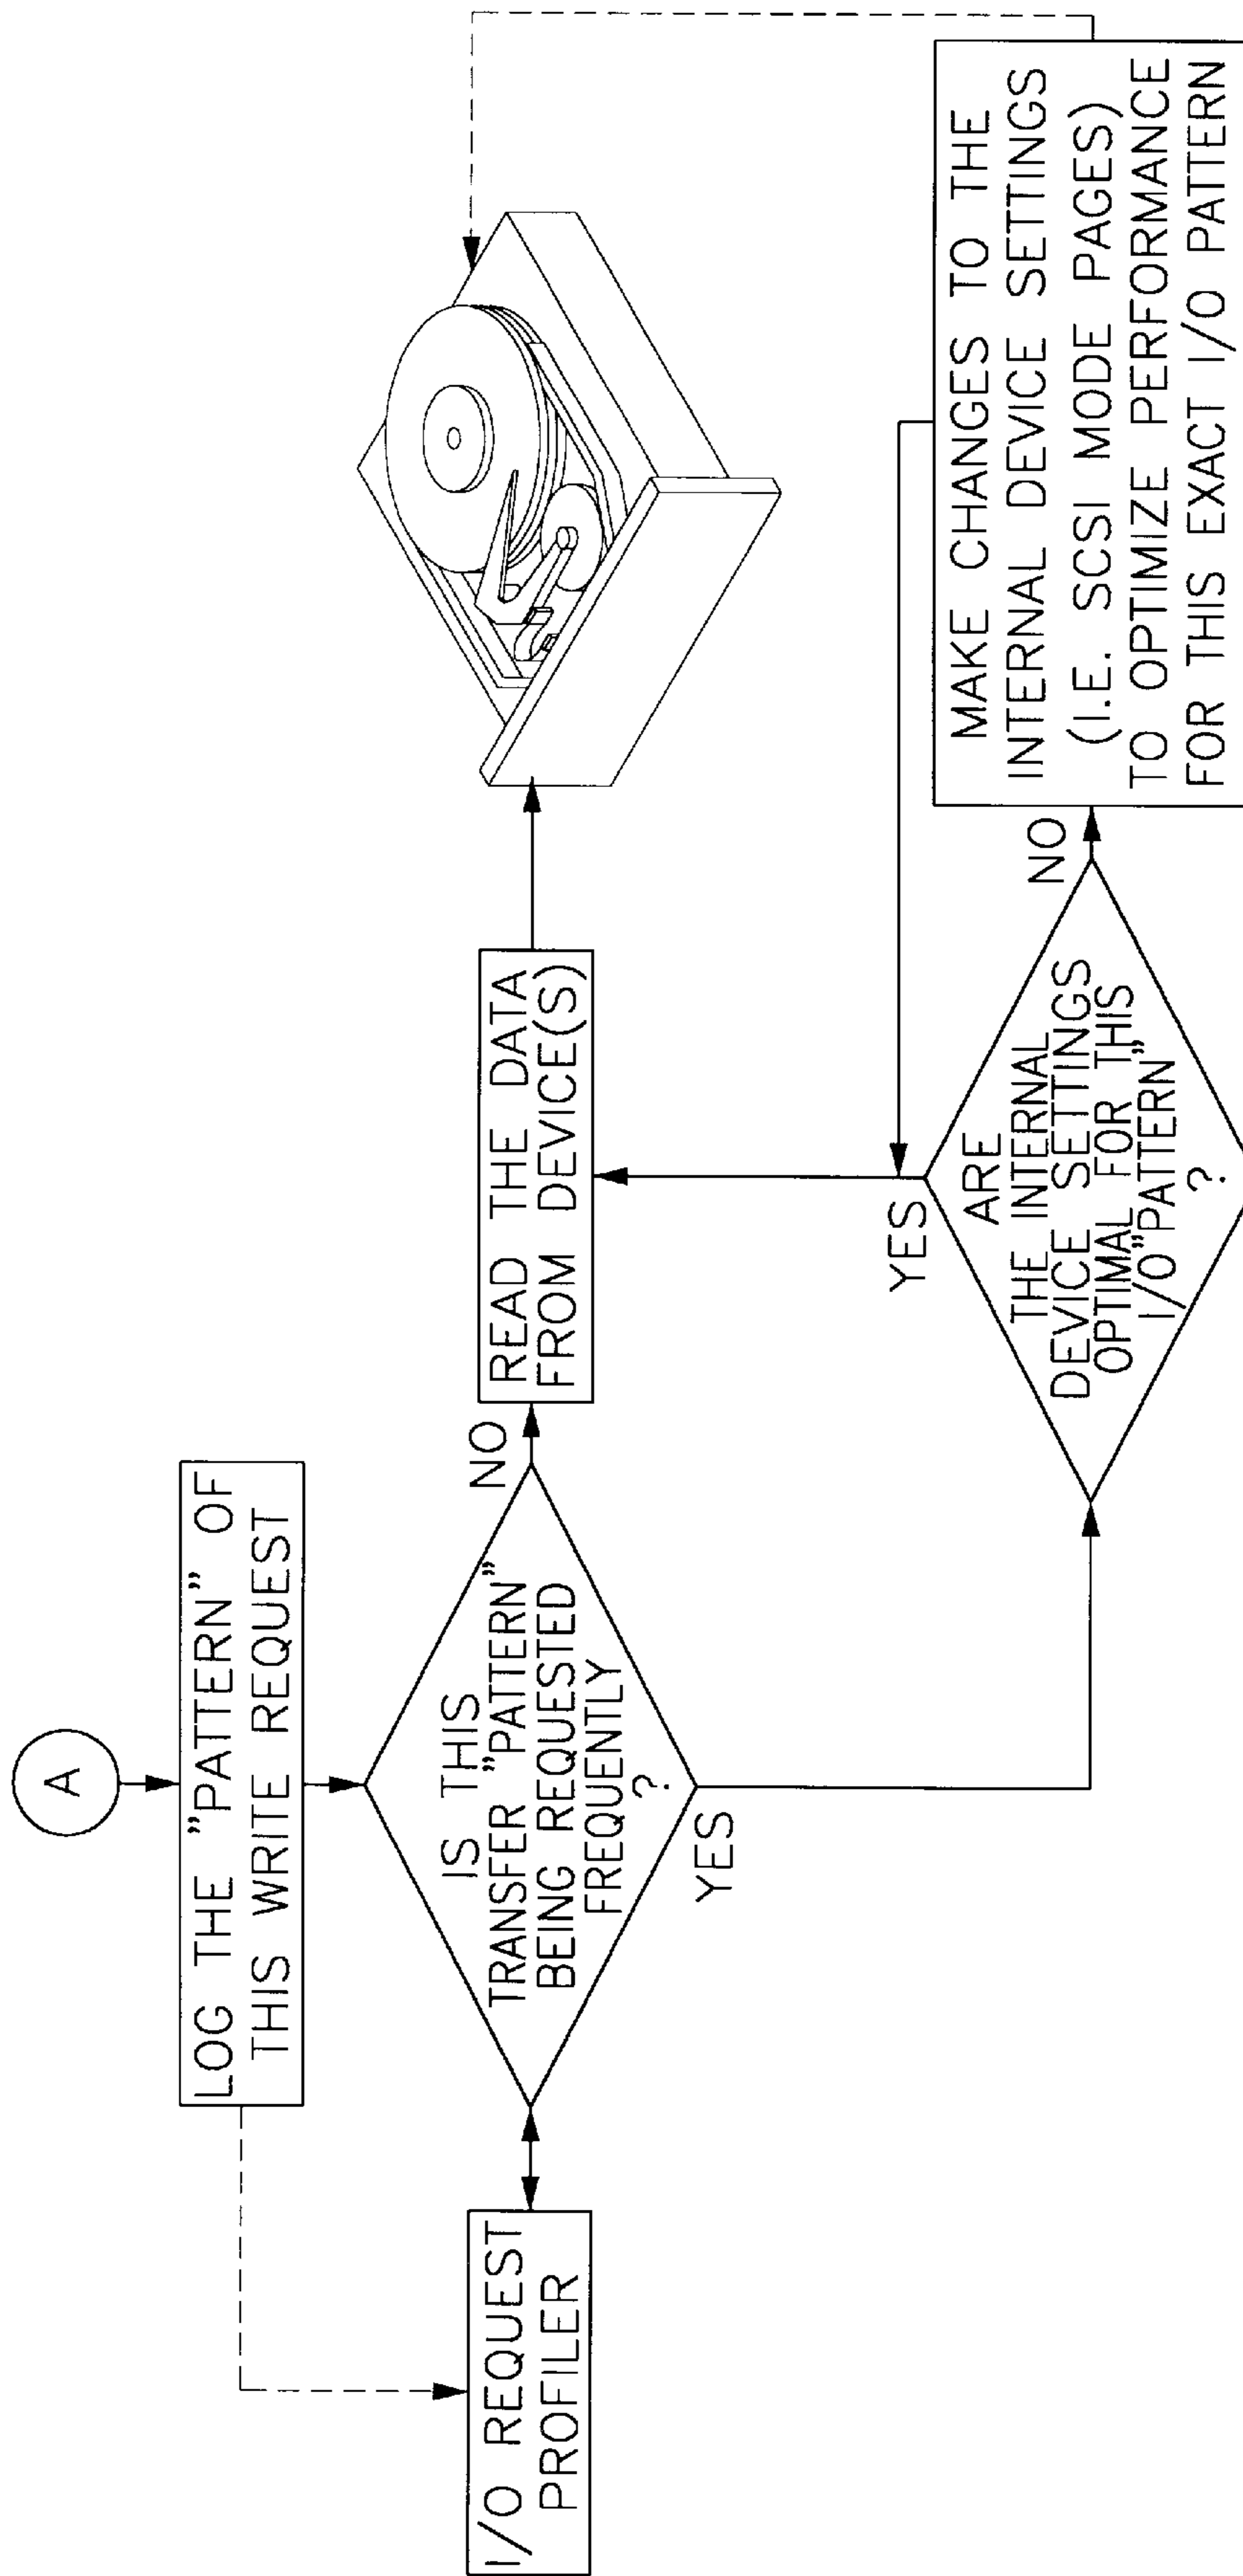 A
LOG THE "PATTERN" OF
THIS WRITE REQUEST
I/O REQUEST
PROFILER
IS THIS
TRANSFER "PATTERN"
BEING REQUESTED
FREQUENTLY
?
NO
YES
READ THE DATA
FROM DEVICE(S)
ARE
THE INTERNAL
DEVICE SETTINGS
OPTIMAL FOR THIS
I/O"PATTERN"
?
YES
NO
MAKE CHANGES TO THE
INTERNAL DEVICE SETTINGS
(I.E. SCSI MODE PAGES)
TO OPTIMIZE PERFORMANCE
FOR THIS EXACT I/O PATTERN